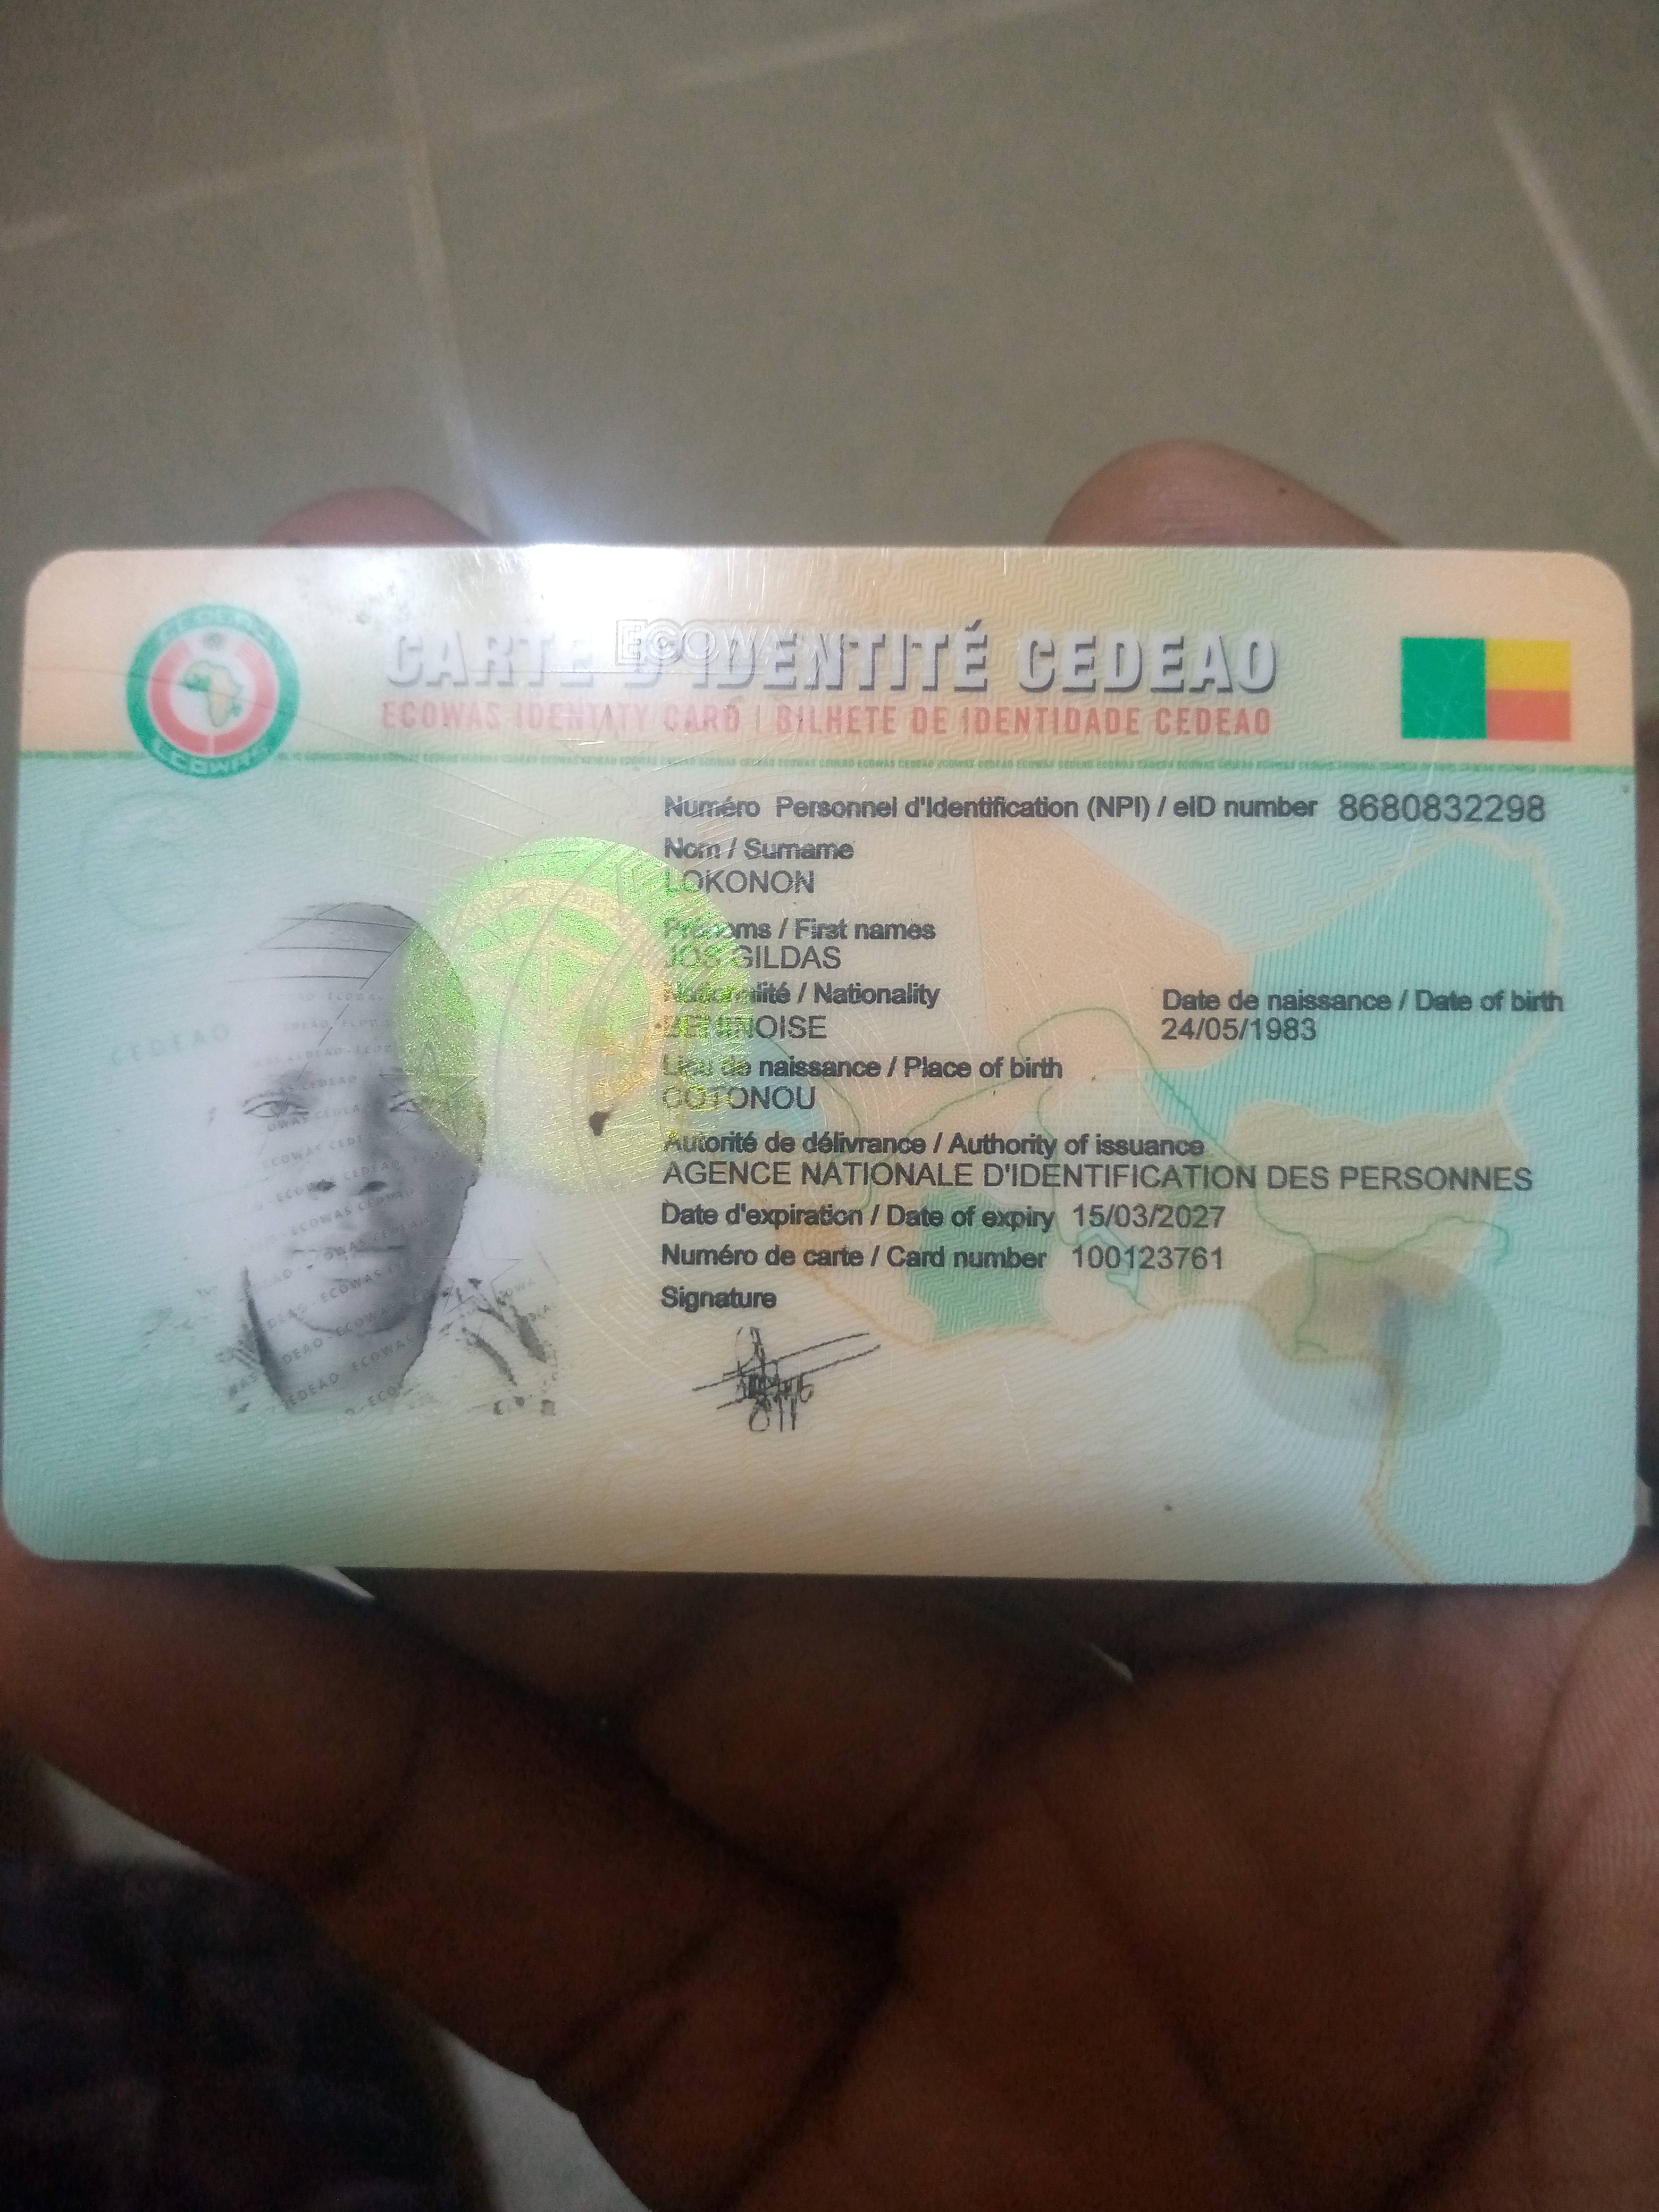 CARTE D'IDENTITÉ CEDEAO
ECOWAS IDENTITY CARD | BILHETE DE IDENTIDADE CEDEAO
ECOWAS
Numéro Personnel d'Identification (NPI) / eID number 8680832298
Nom / Surname
LOKONON
Prénoms / First names
JOS GILDAS
Nationalité / Nationality
BENINOISE
Date de naissance / Date of birth
24/05/1983
Lieu de naissance / Place of birth
COTONOU
Autorité de délivrance / Authority of issuance
AGENCE NATIONALE D'IDENTIFICATION DES PERSONNES
Date d'expiration / Date of expiry 15/03/2027
Numéro de carte / Card number 100123761
Signature